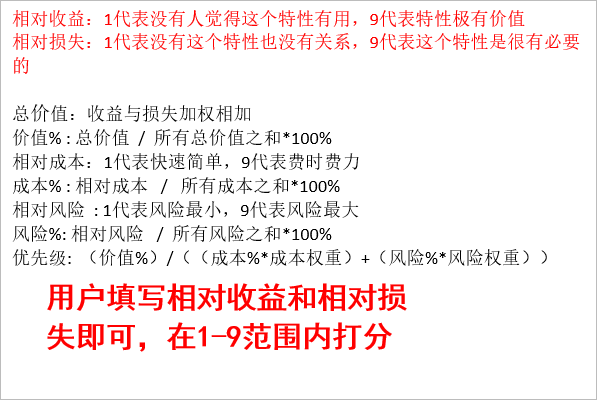 相对收益：1代表没有人觉得这个特性有用，9代表特性极有价值
相对损失：1代表没有这个特性也没有关系，9代表这个特性是很有必要
的
总价值：收益与损失加权相加
价值%：总价值 / 所有总价值之和*100%
相对成本：1代表快速简单，9代表费时费力
成本%：相对成本 / 所有成本之和*100%
相对风险：1代表风险最小，9代表风险最大
风险%: 相对风险 / 所有风险之和*100%
优先级: （价值%）/（（成本%*成本权重）+（风险%*风险权重））
用户填写相对收益和相对损
失即可，在1-9范围内打分